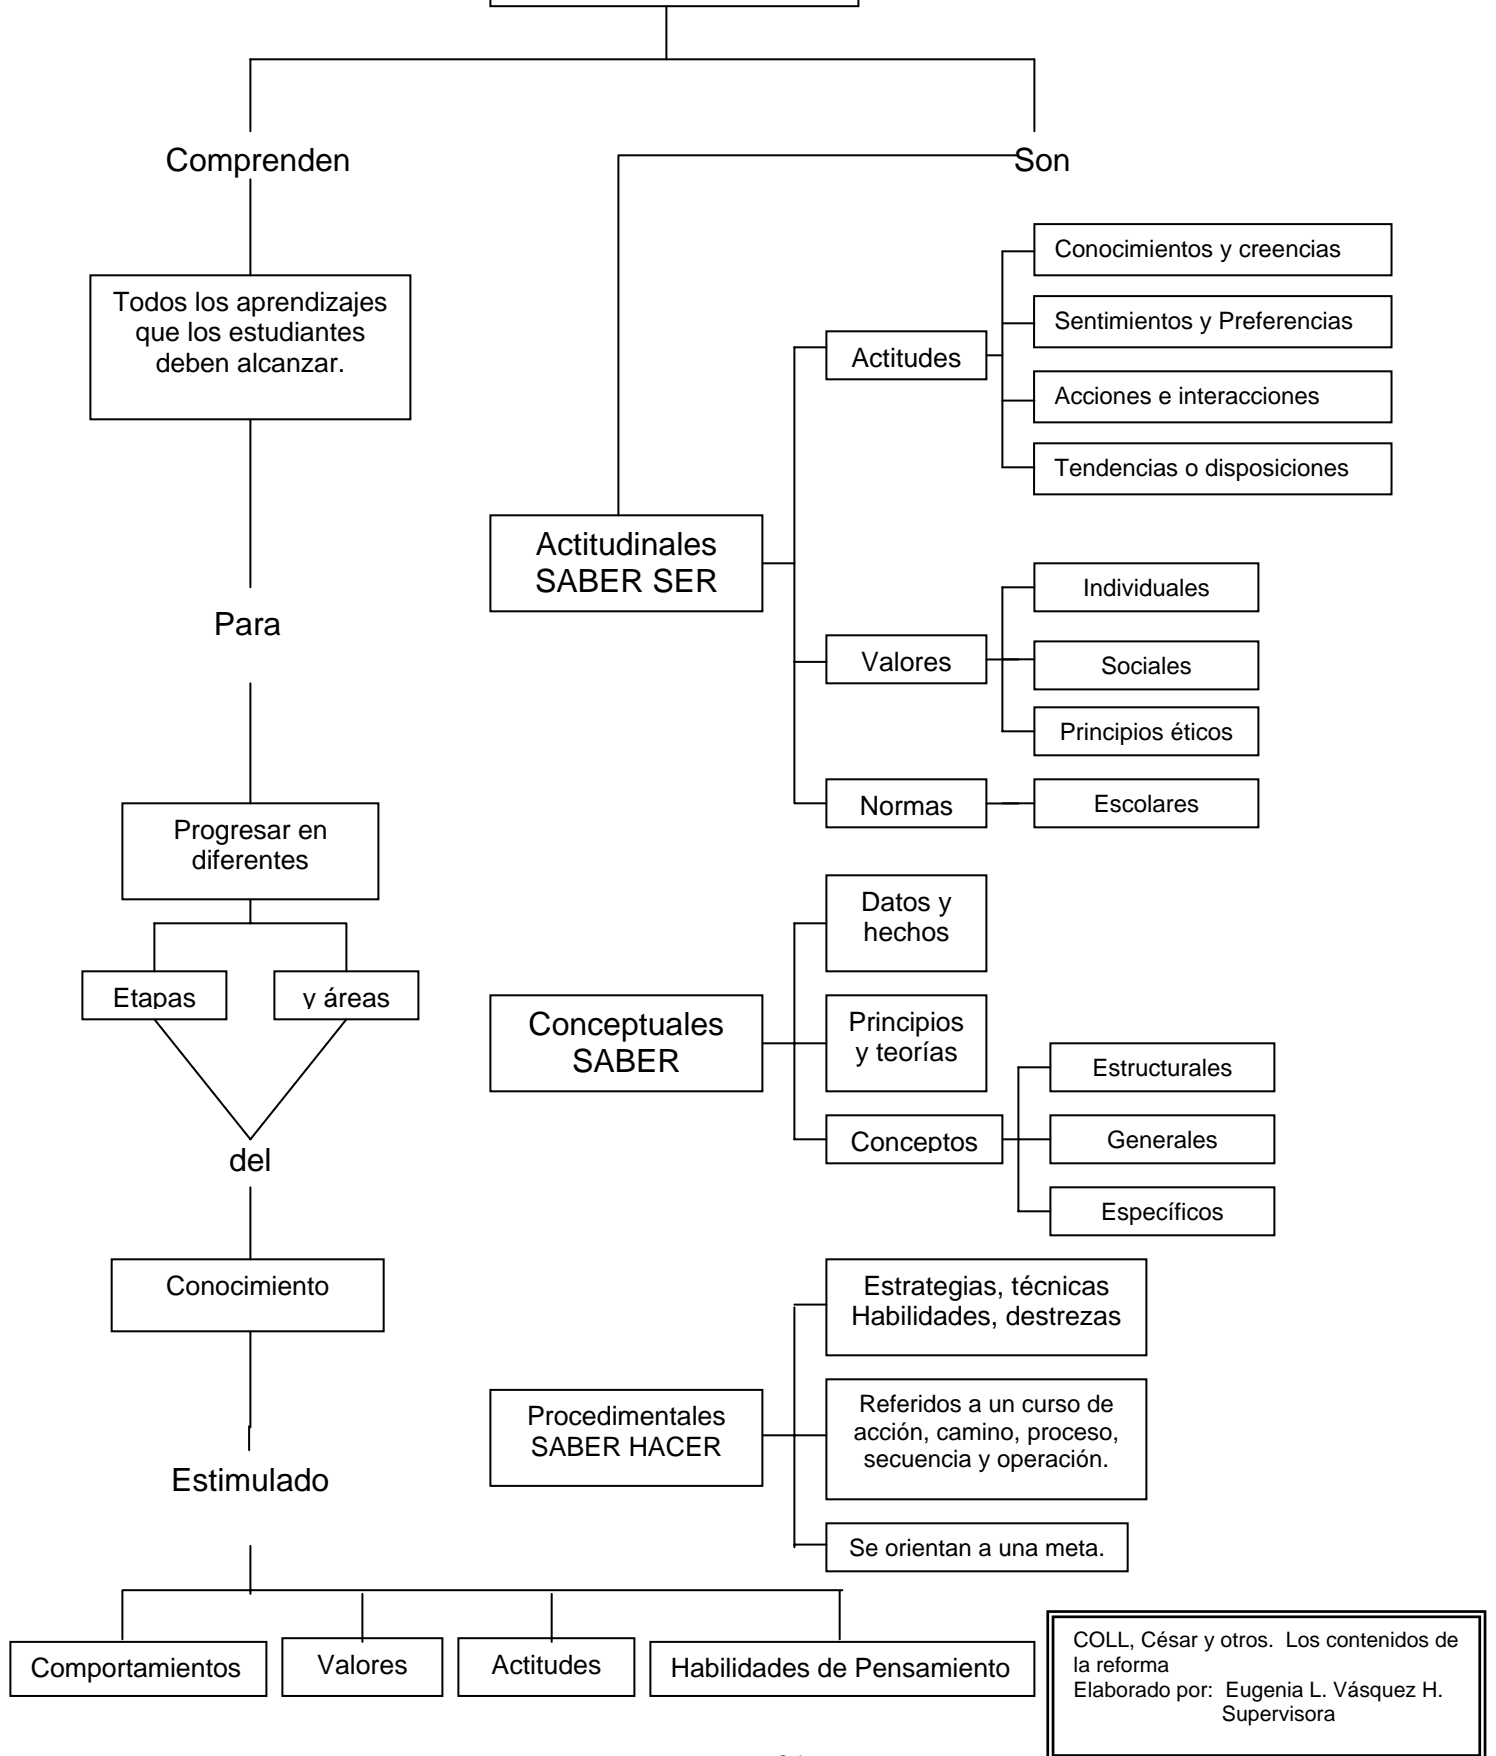 Comprenden
Son
Todos los aprendizajes
que los estudiantes
deben alcanzar.
Para
Progresar en
diferentes
Etapas
y áreas
del
Conocimiento
Estimulado
Comportamientos
Valores
Actitudes
Habilidades de Pensamiento
Actitudinales
SABER SER
Actitudes
Conocimientos y creencias
Sentimientos y Preferencias
Acciones e interacciones
Tendencias o disposiciones
Valores
Individuales
Sociales
Principios éticos
Normas
Escolares
Conceptuales
SABER
Datos y
hechos
Principios
y teorías
Conceptos
Estructurales
Generales
Específicos
Procedimentales
SABER HACER
Estrategias, técnicas
Habilidades, destrezas
Referidos a un curso de
acción, camino, proceso,
secuencia y operación.
Se orientan a una meta.
COLL, César y otros. Los contenidos de
la reforma
Elaborado por: Eugenia L. Vásquez H.
Supervisora